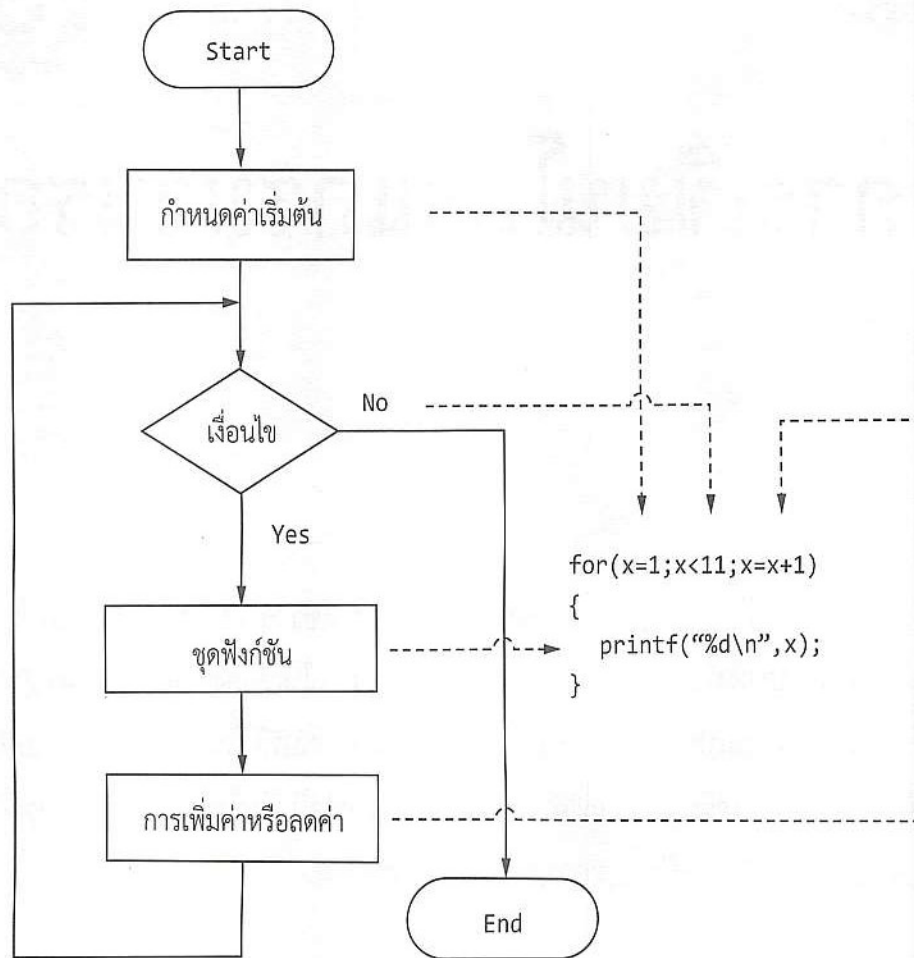 Start
กำหนดค่าเริ่มต้น
เงื่อนไข
No
Yes
for(x=1;x<11;x=x+1)
{
ชุดฟังก์ชัน
printf(“%d\n”,x);
}
การเพิ่มค่าหรือลดค่า
End